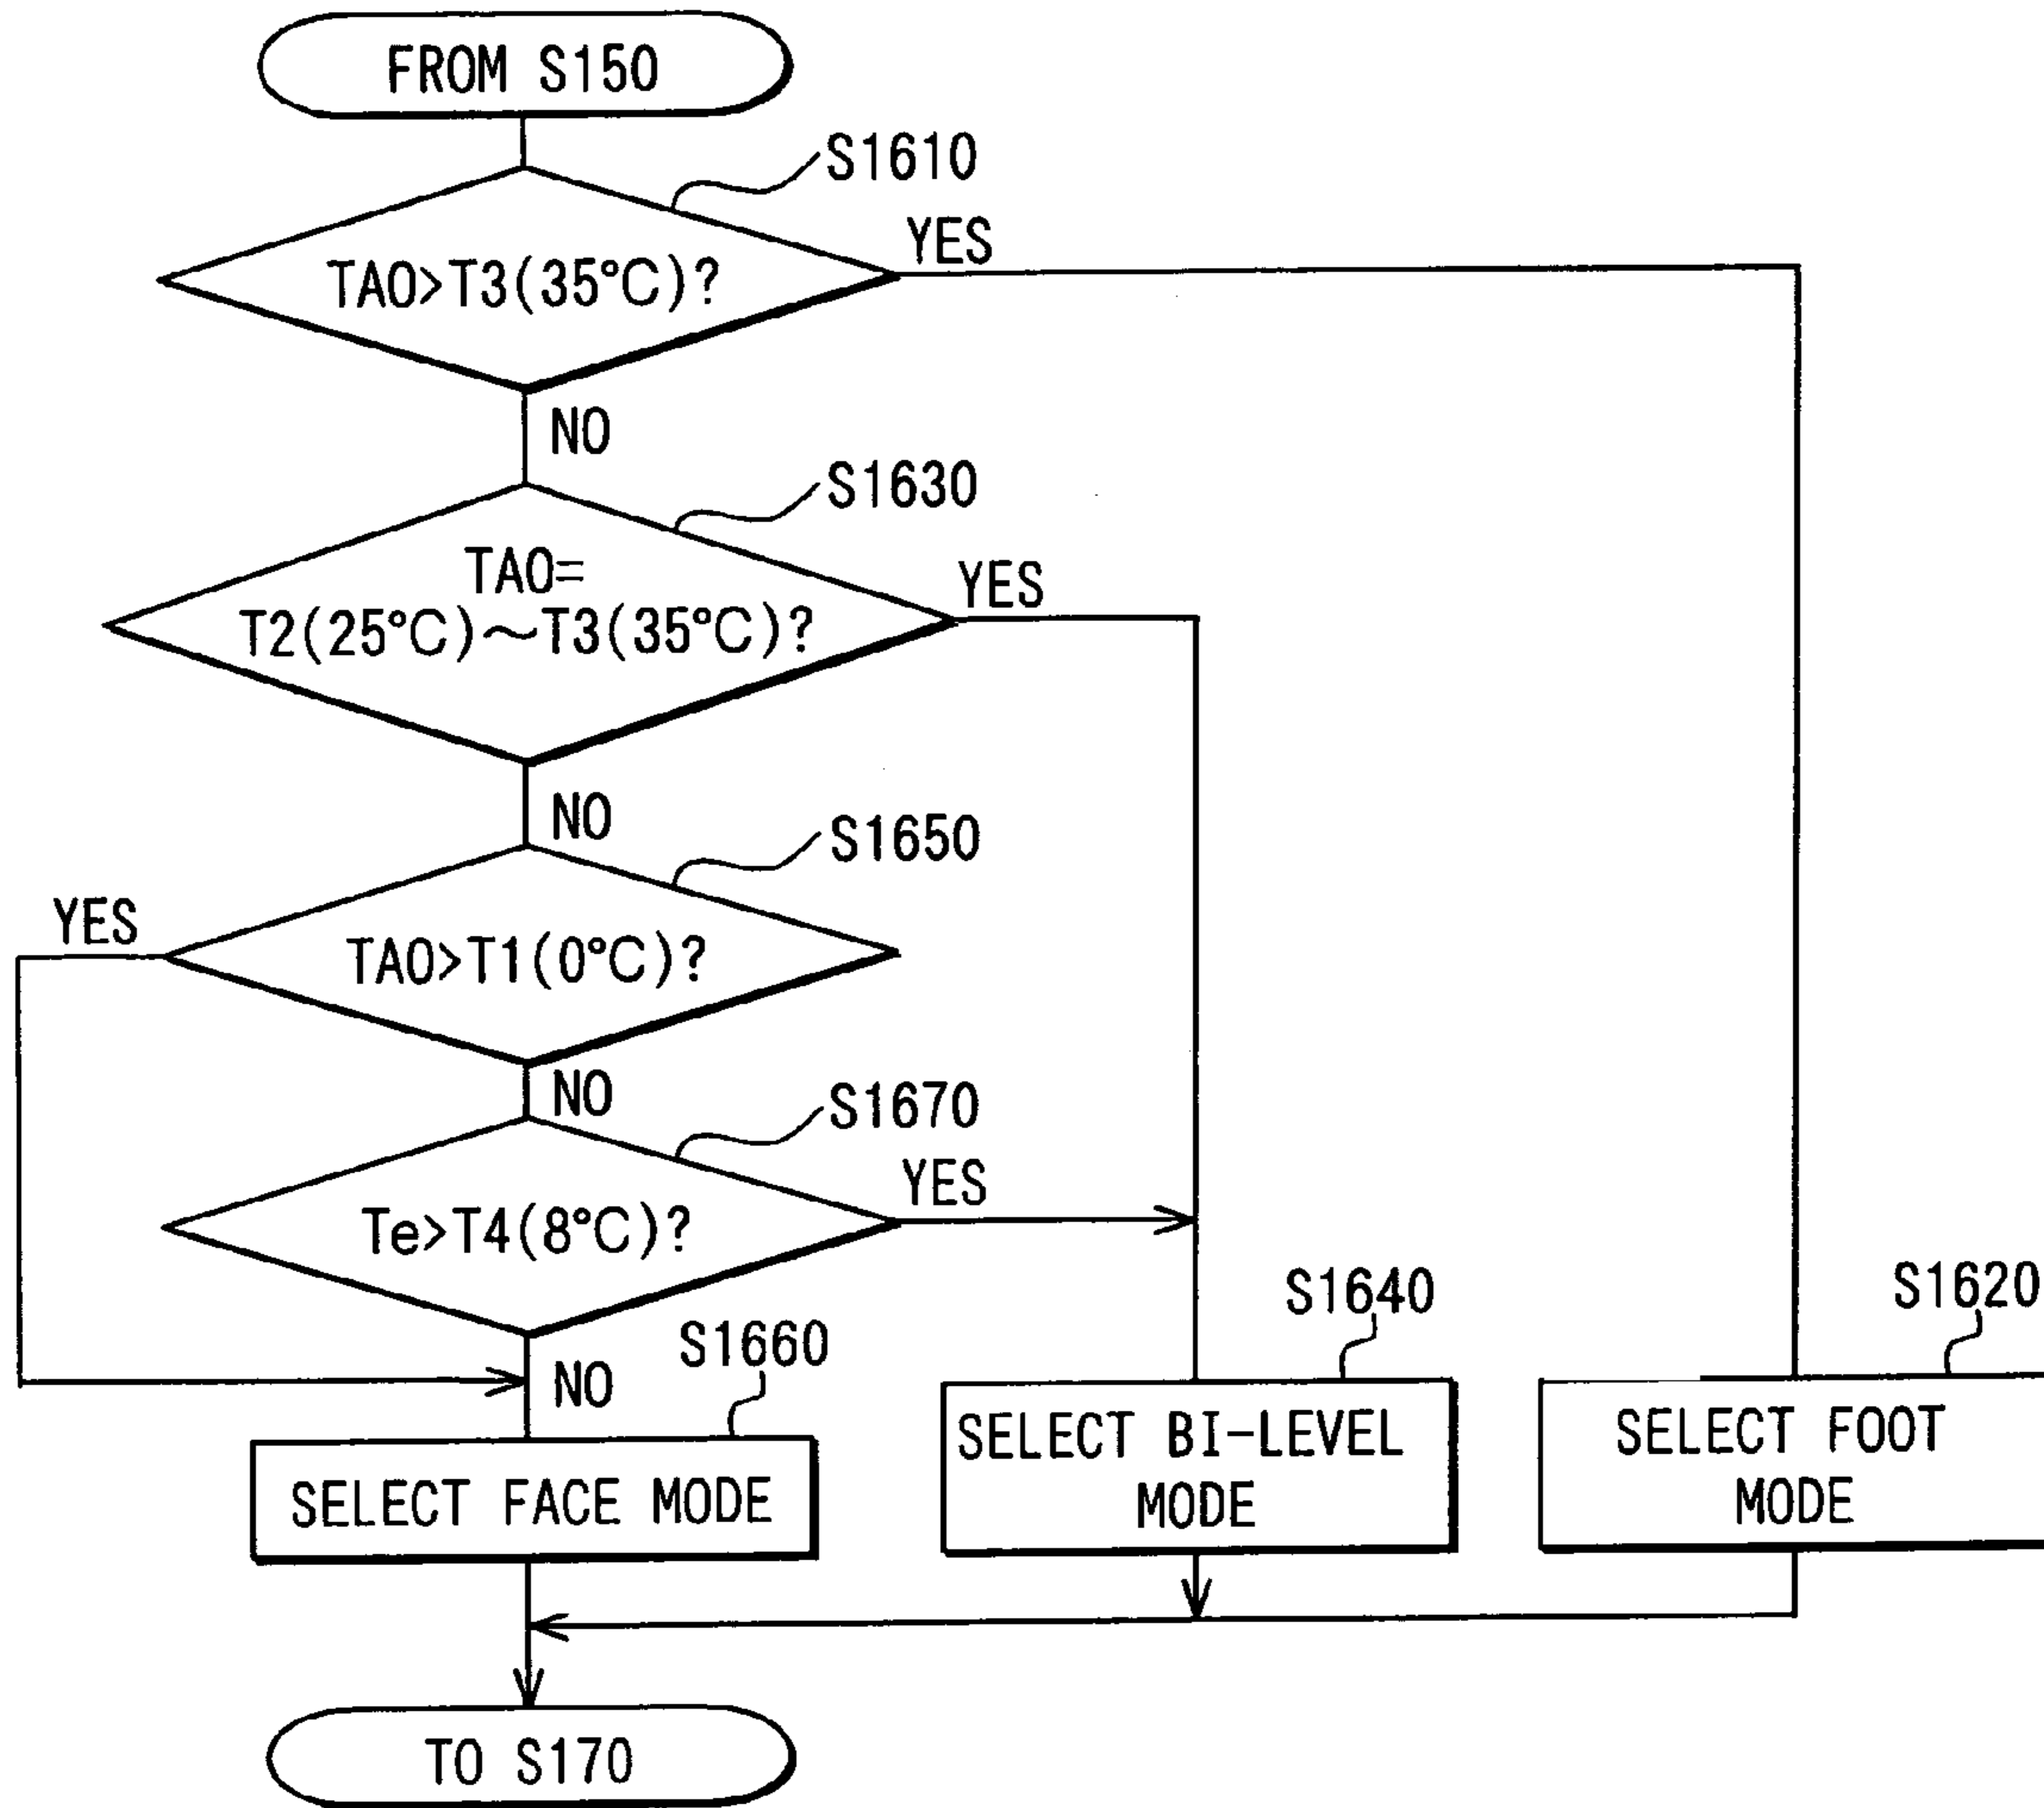 FROM S150
S1610
YES
TAO>T3(35°C)?
NO
S1630
TAO=
T2(25°C)~T3(35°C)?
YES
NO
S1650
YES
TAO>T1(0°C)?
NO
S1670
YES
Te>T4(8°C)?
S1640
S1620
S1660
NO
SELECT FACE MODE
SELECT BI-LEVEL
MODE
SELECT FOOT
MODE
TO S170